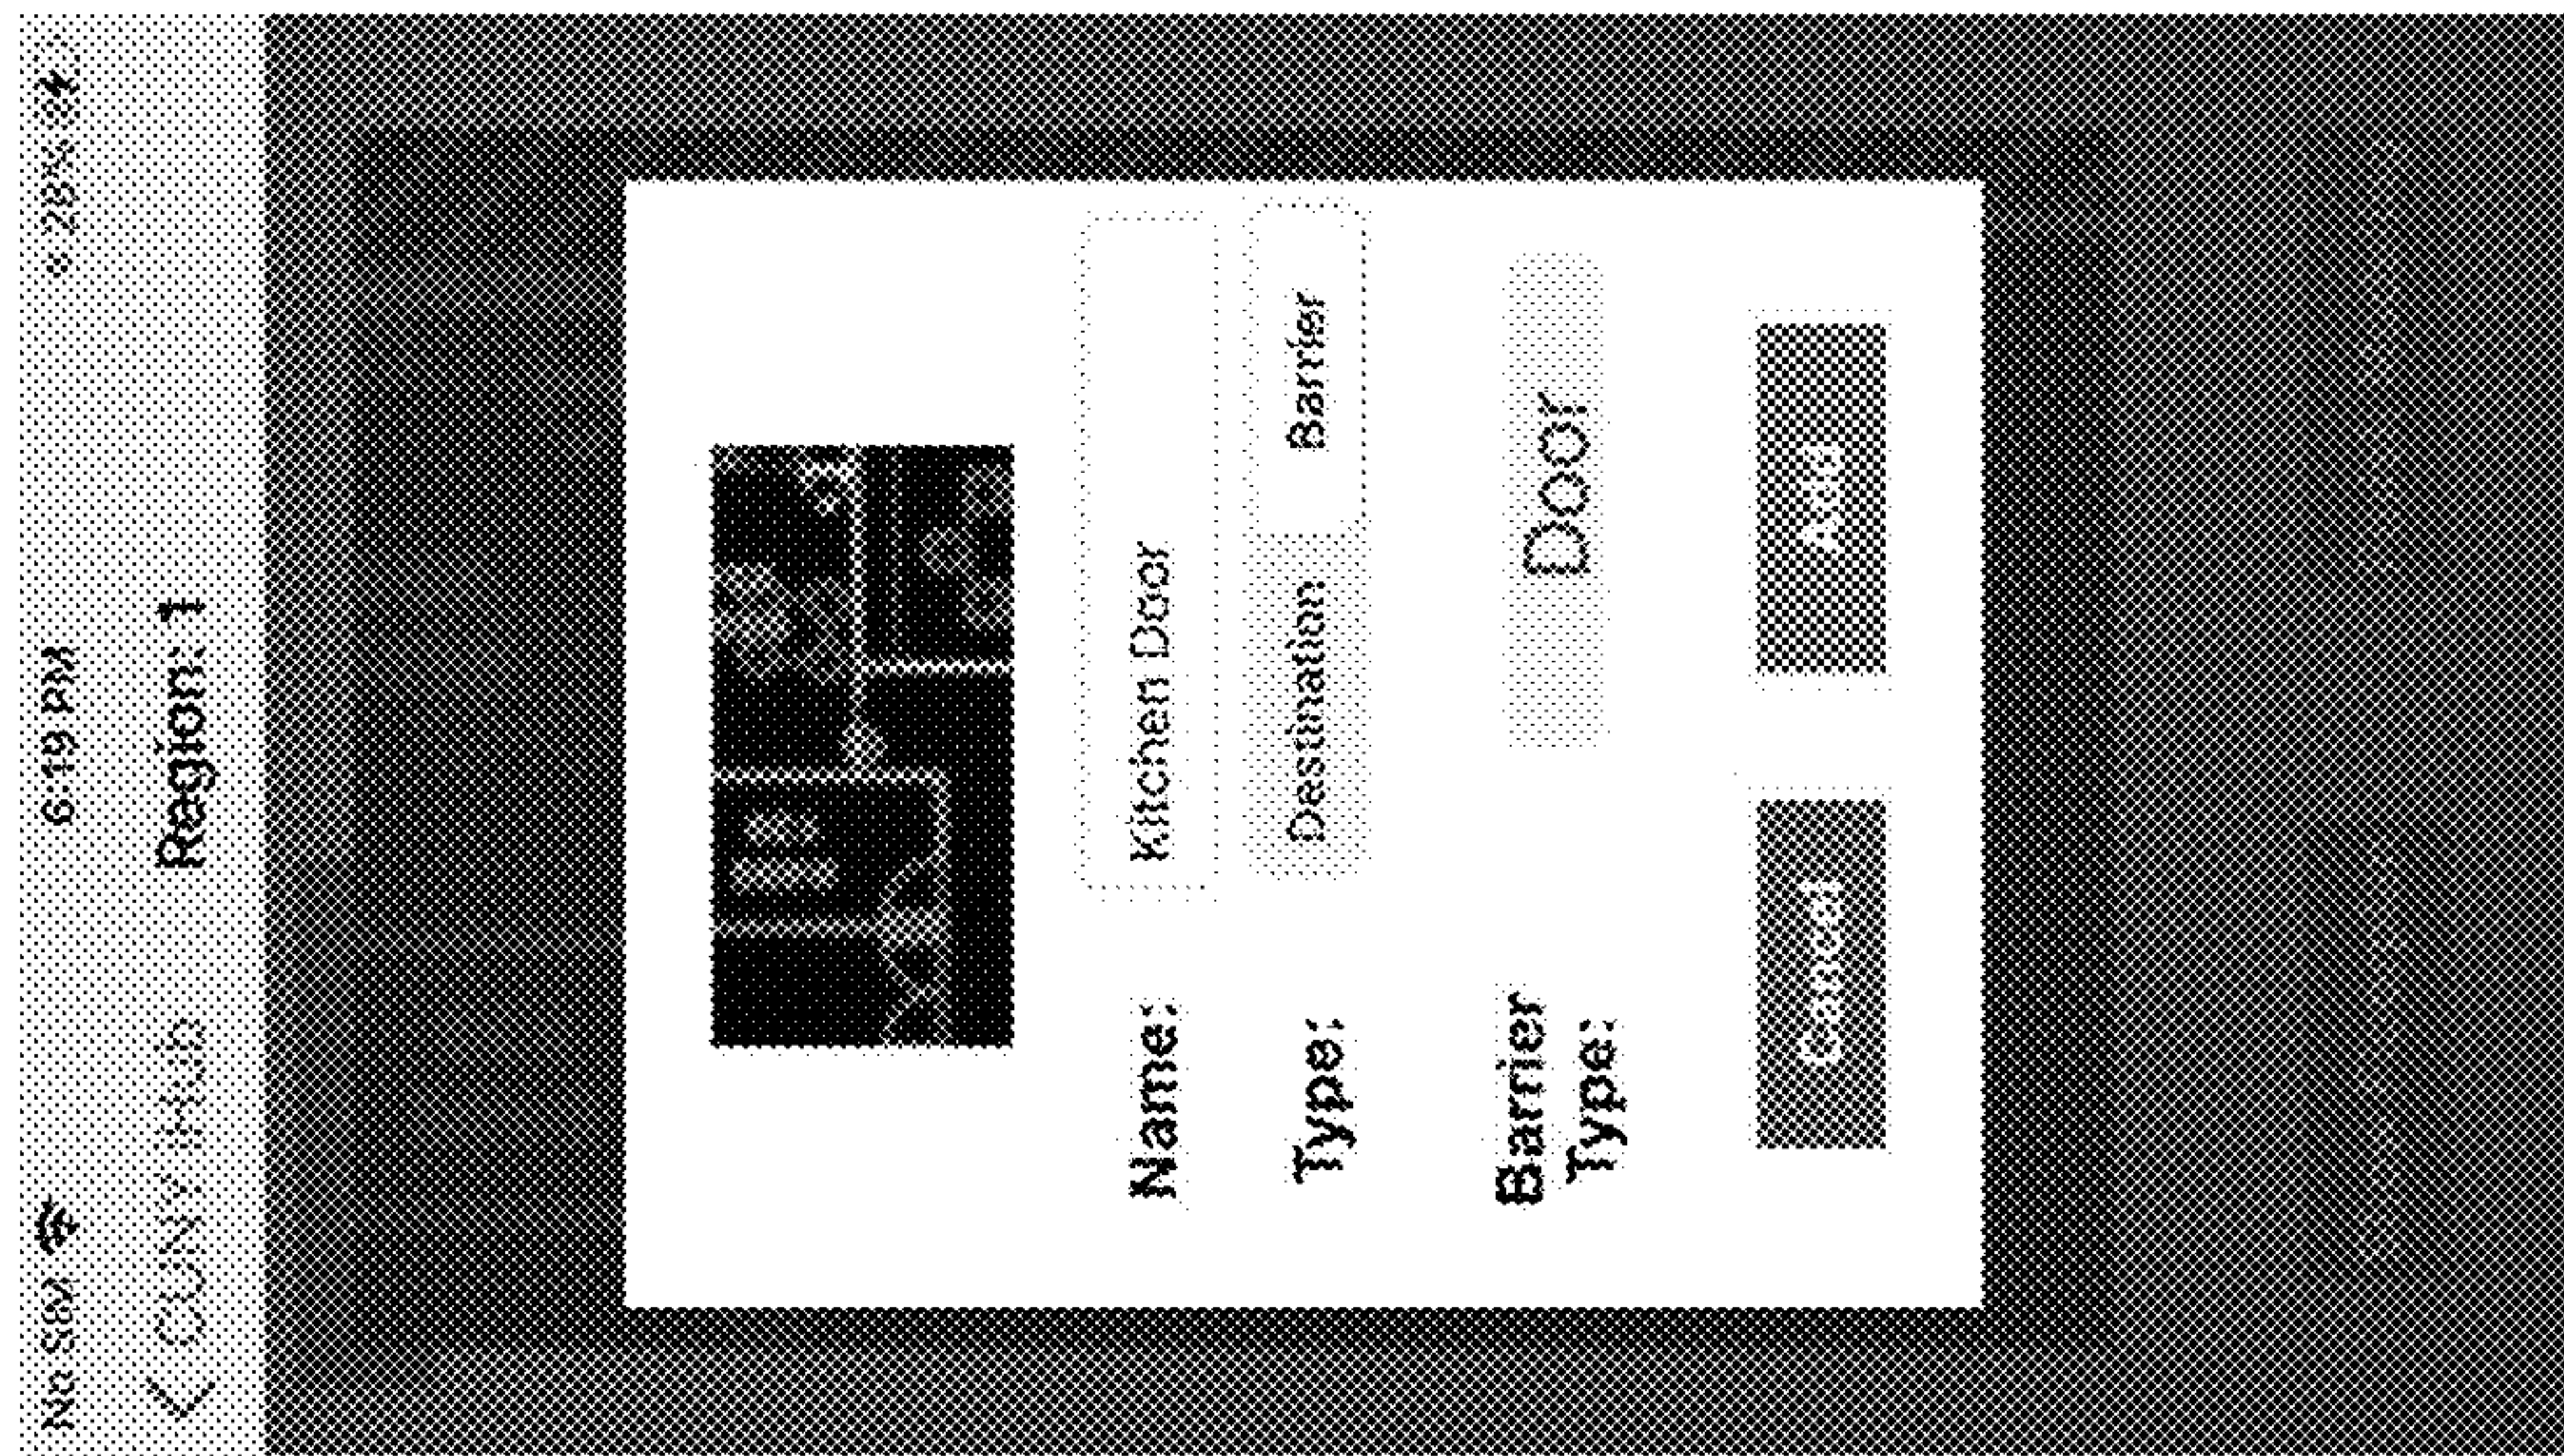 No SIM 6:19 PM 28%
CUNY iHub Region: 1
Name: Kitchen Door
Type: Destination Barrier
Barrier Type: Door
Cancel Add